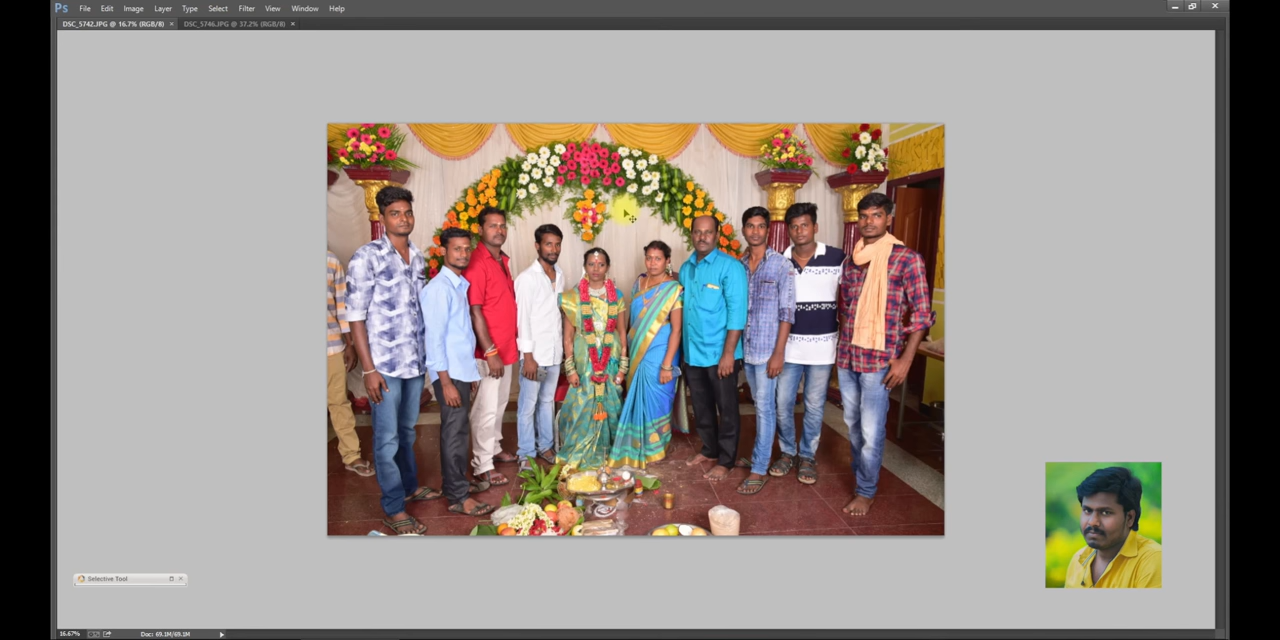 Ps File Edit Image Layer Type Select Filter View Window Help
DSC_5742.JPG @ 16.7% (RGB/8) × DSC_5746.JPG @ 37.2% (RGB/8) ×
Selective Tool
16.67% Doc: 69.1M/69.1M